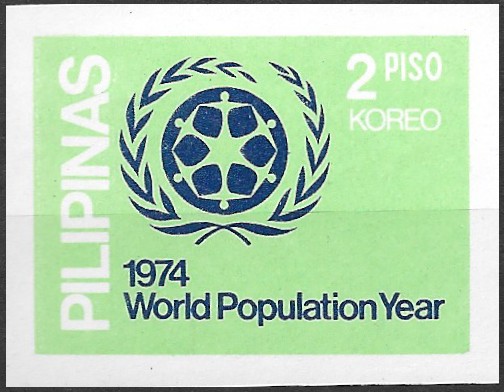 PILIPINAS
2 PISO
KOREO
1974
World Population Year